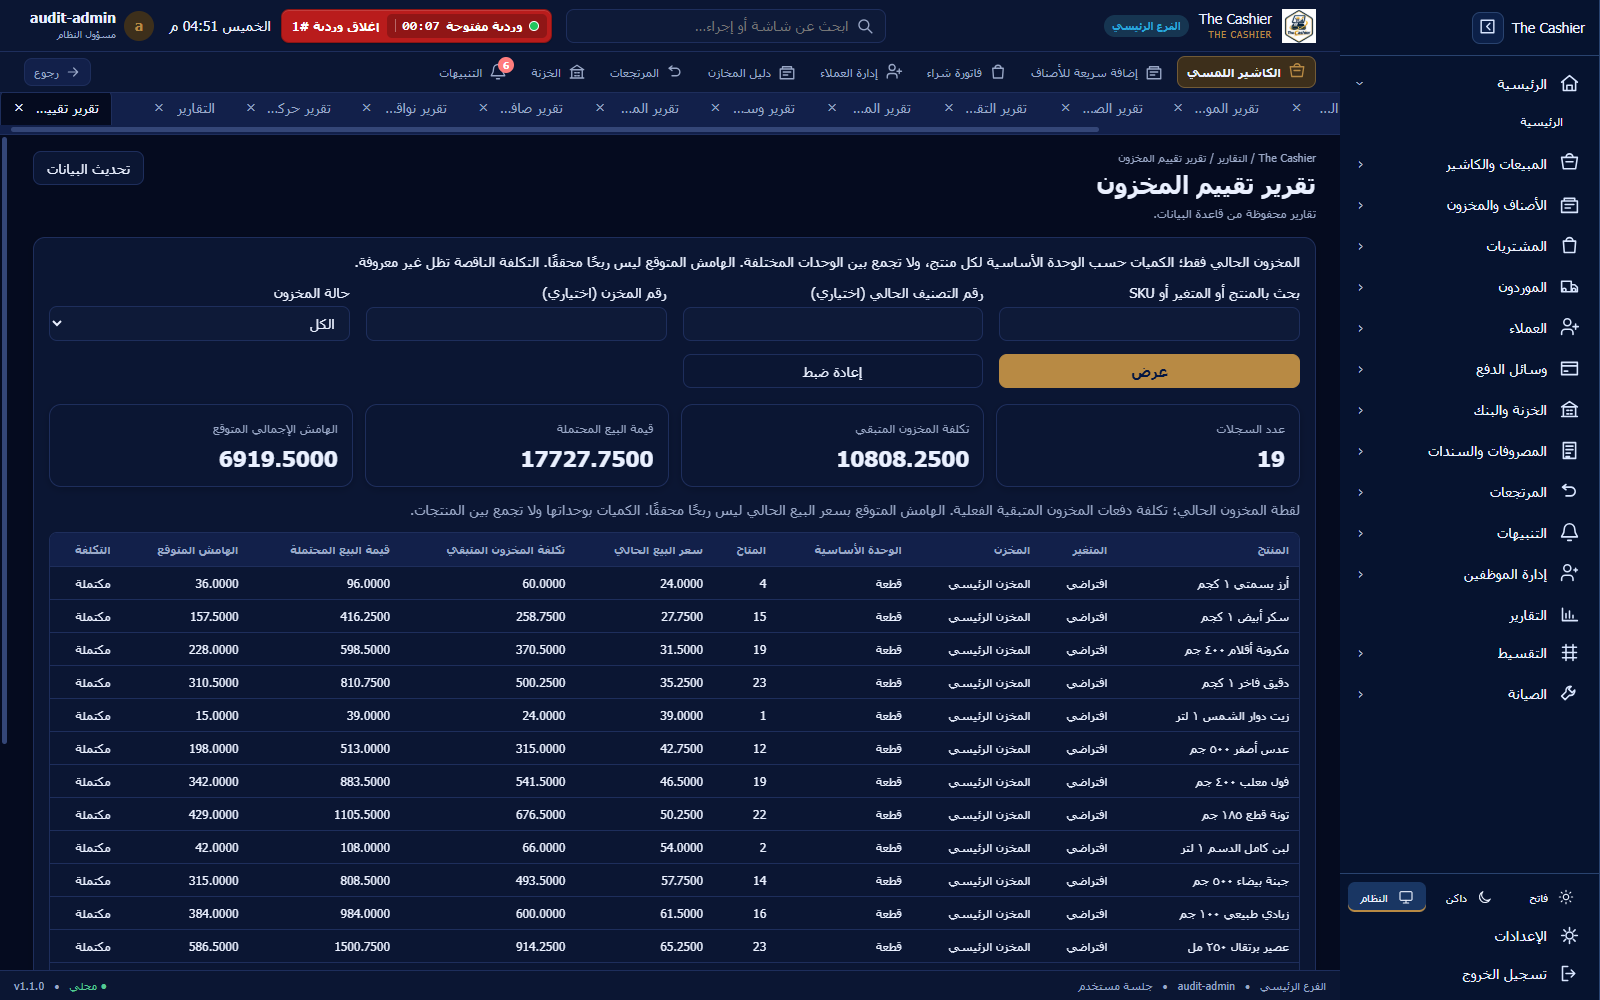 The Cashier
الرئيسية
الرئيسية
المبيعات والكاشير
الأصناف والمخزون
المشتريات
الموردون
العملاء
وسائل الدفع
الخزنة والبنك
المصروفات والسندات
المرتجعات
التنبيهات
إدارة الموظفين
التقارير
التقسيط
الصيانة
فاتح
داكن
النظام
الإعدادات
تسجيل الخروج
The Cashier
THE CASHIER
الفرع الرئيسي
ابحث عن شاشة أو إجراء...
وردية مفتوحة 00:07
إغلاق وردية #1
الخميس 04:51 م
a
audit-admin
مسؤول النظام
الكاشير اللمسي
إضافة سريعة للأصناف
فاتورة شراء
إدارة العملاء
دليل المخازن
المرتجعات
الخزنة
التنبيهات
6
رجوع
الـ...
تقرير المو...
تقرير الص...
تقرير التقـ...
تقرير المـ...
تقرير وسـ...
تقرير المـ...
تقرير صافـ...
تقرير نواقـ...
تقرير حركـ...
التقارير
تقرير تقييـ...
The Cashier / التقارير / تقرير تقييم المخزون
تقرير تقييم المخزون
تقارير محفوظة من قاعدة البيانات.
تحديث البيانات
المخزون الحالي فقط؛ الكميات حسب الوحدة الأساسية لكل منتج، ولا تجمع بين الوحدات المختلفة. الهامش المتوقع ليس ربحًا محققًا. التكلفة الناقصة تظل غير معروفة.
بحث بالمنتج أو المتغير أو SKU
رقم التصنيف الحالي (اختياري)
رقم المخزن (اختياري)
حالة المخزون
الكل
عرض
إعادة ضبط
عدد السجلات
19
تكلفة المخزون المتبقي
10808.2500
قيمة البيع المحتملة
17727.7500
الهامش الإجمالي المتوقع
6919.5000
لقطة المخزون الحالي؛ تكلفة دفعات المخزون المتبقية الفعلية. الهامش المتوقع بسعر البيع الحالي ليس ربحًا محققًا. الكميات بوحداتها ولا تجمع بين المنتجات.
المنتج المتغير المخزن الوحدة الأساسية المتاح سعر البيع الحالي تكلفة المخزون المتبقي قيمة البيع المحتملة الهامش المتوقع التكلفة
أرز بسمتي ١ كجم افتراضي المخزن الرئيسي قطعة 4 24.0000 60.0000 96.0000 36.0000 مكتملة
سكر أبيض ١ كجم افتراضي المخزن الرئيسي قطعة 15 27.7500 258.7500 416.2500 157.5000 مكتملة
مكرونة أقلام ٤٠٠ جم افتراضي المخزن الرئيسي قطعة 19 31.5000 370.5000 598.5000 228.0000 مكتملة
دقيق فاخر ١ كجم افتراضي المخزن الرئيسي قطعة 23 35.2500 500.2500 810.7500 310.5000 مكتملة
زيت دوار الشمس ١ لتر افتراضي المخزن الرئيسي قطعة 1 39.0000 24.0000 39.0000 15.0000 مكتملة
عدس أصفر ٥٠٠ جم افتراضي المخزن الرئيسي قطعة 12 42.7500 315.0000 513.0000 198.0000 مكتملة
فول معلب ٤٠٠ جم افتراضي المخزن الرئيسي قطعة 19 46.5000 541.5000 883.5000 342.0000 مكتملة
تونة قطع ١٨٥ جم افتراضي المخزن الرئيسي قطعة 22 50.2500 676.5000 1105.5000 429.0000 مكتملة
لبن كامل الدسم ١ لتر افتراضي المخزن الرئيسي قطعة 2 54.0000 66.0000 108.0000 42.0000 مكتملة
جبنة بيضاء ٥٠٠ جم افتراضي المخزن الرئيسي قطعة 14 57.7500 493.5000 808.5000 315.0000 مكتملة
زبادي طبيعي ١٠٠ جم افتراضي المخزن الرئيسي قطعة 16 61.5000 600.0000 984.0000 384.0000 مكتملة
عصير برتقال ٢٥٠ مل افتراضي المخزن الرئيسي قطعة 23 65.2500 914.2500 1500.7500 586.5000 مكتملة
الفرع الرئيسي • audit-admin • جلسة مستخدم
محلي • v1.1.0